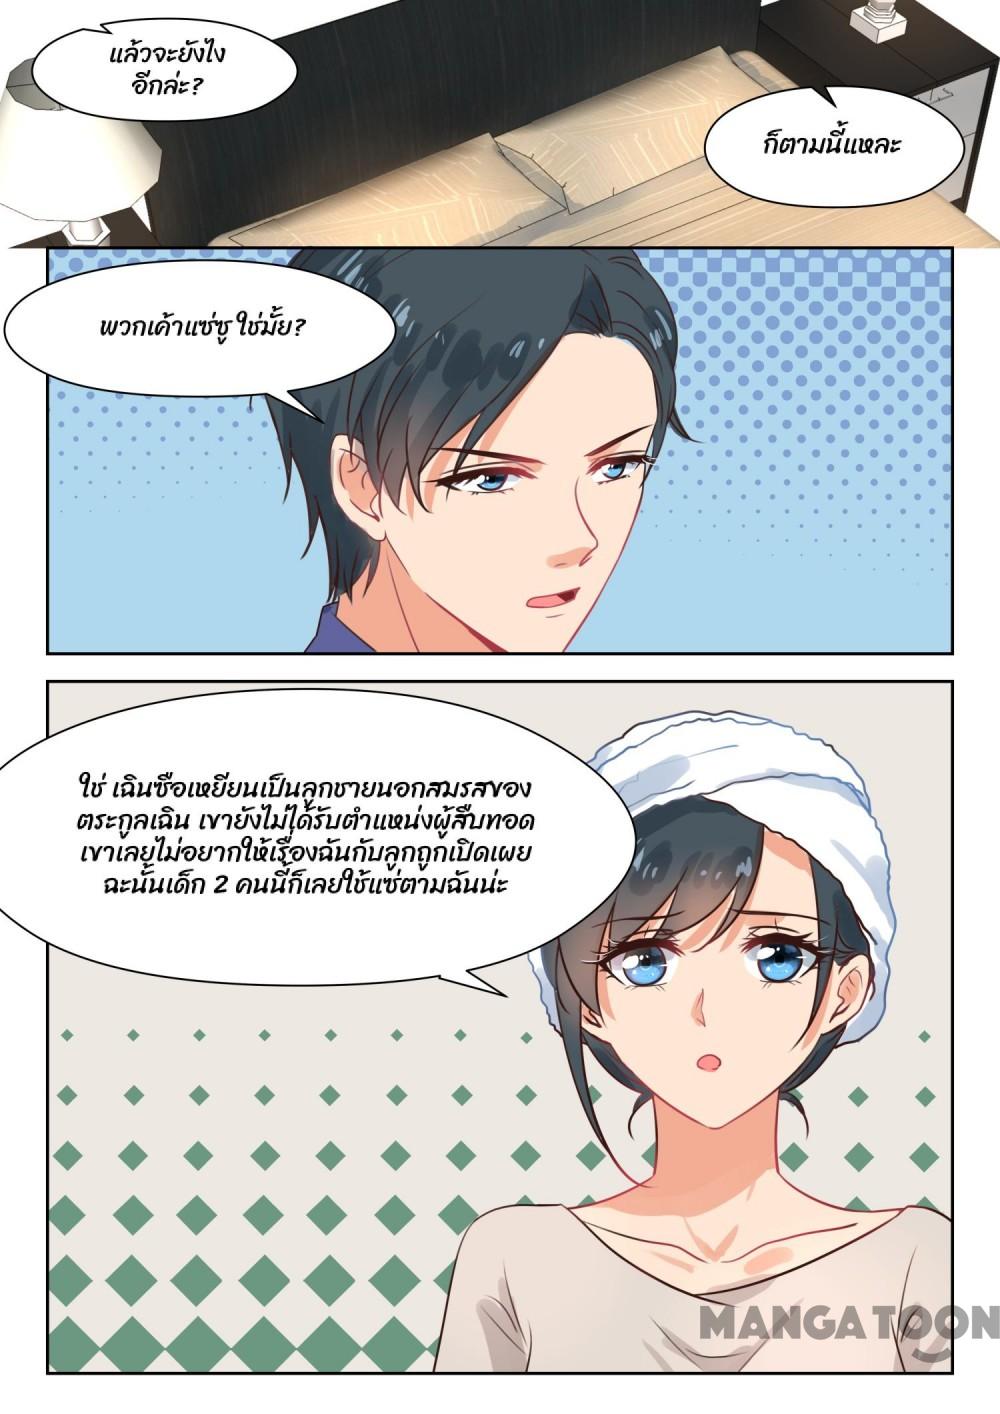 แล้วจะยังไง
อีกล่ะ?
ก็ตามนี้แหละ
พวกเค้าแซ่ซู ใช่มั้ย?
ใช่ เฉินซือเหยียนเป็นลูกชายนอกสมรสของ
ตระกูลเฉิน เขายังไม่ได้รับตำแหน่งผู้สืบทอด
เขาเลยไม่อยากให้เรื่องฉันกับลูกถูกเปิดเผย
ฉะนั้นเด็ก 2 คนนี้ก็เลยใช้แซ่ตามฉันน่ะ
MANGATOON